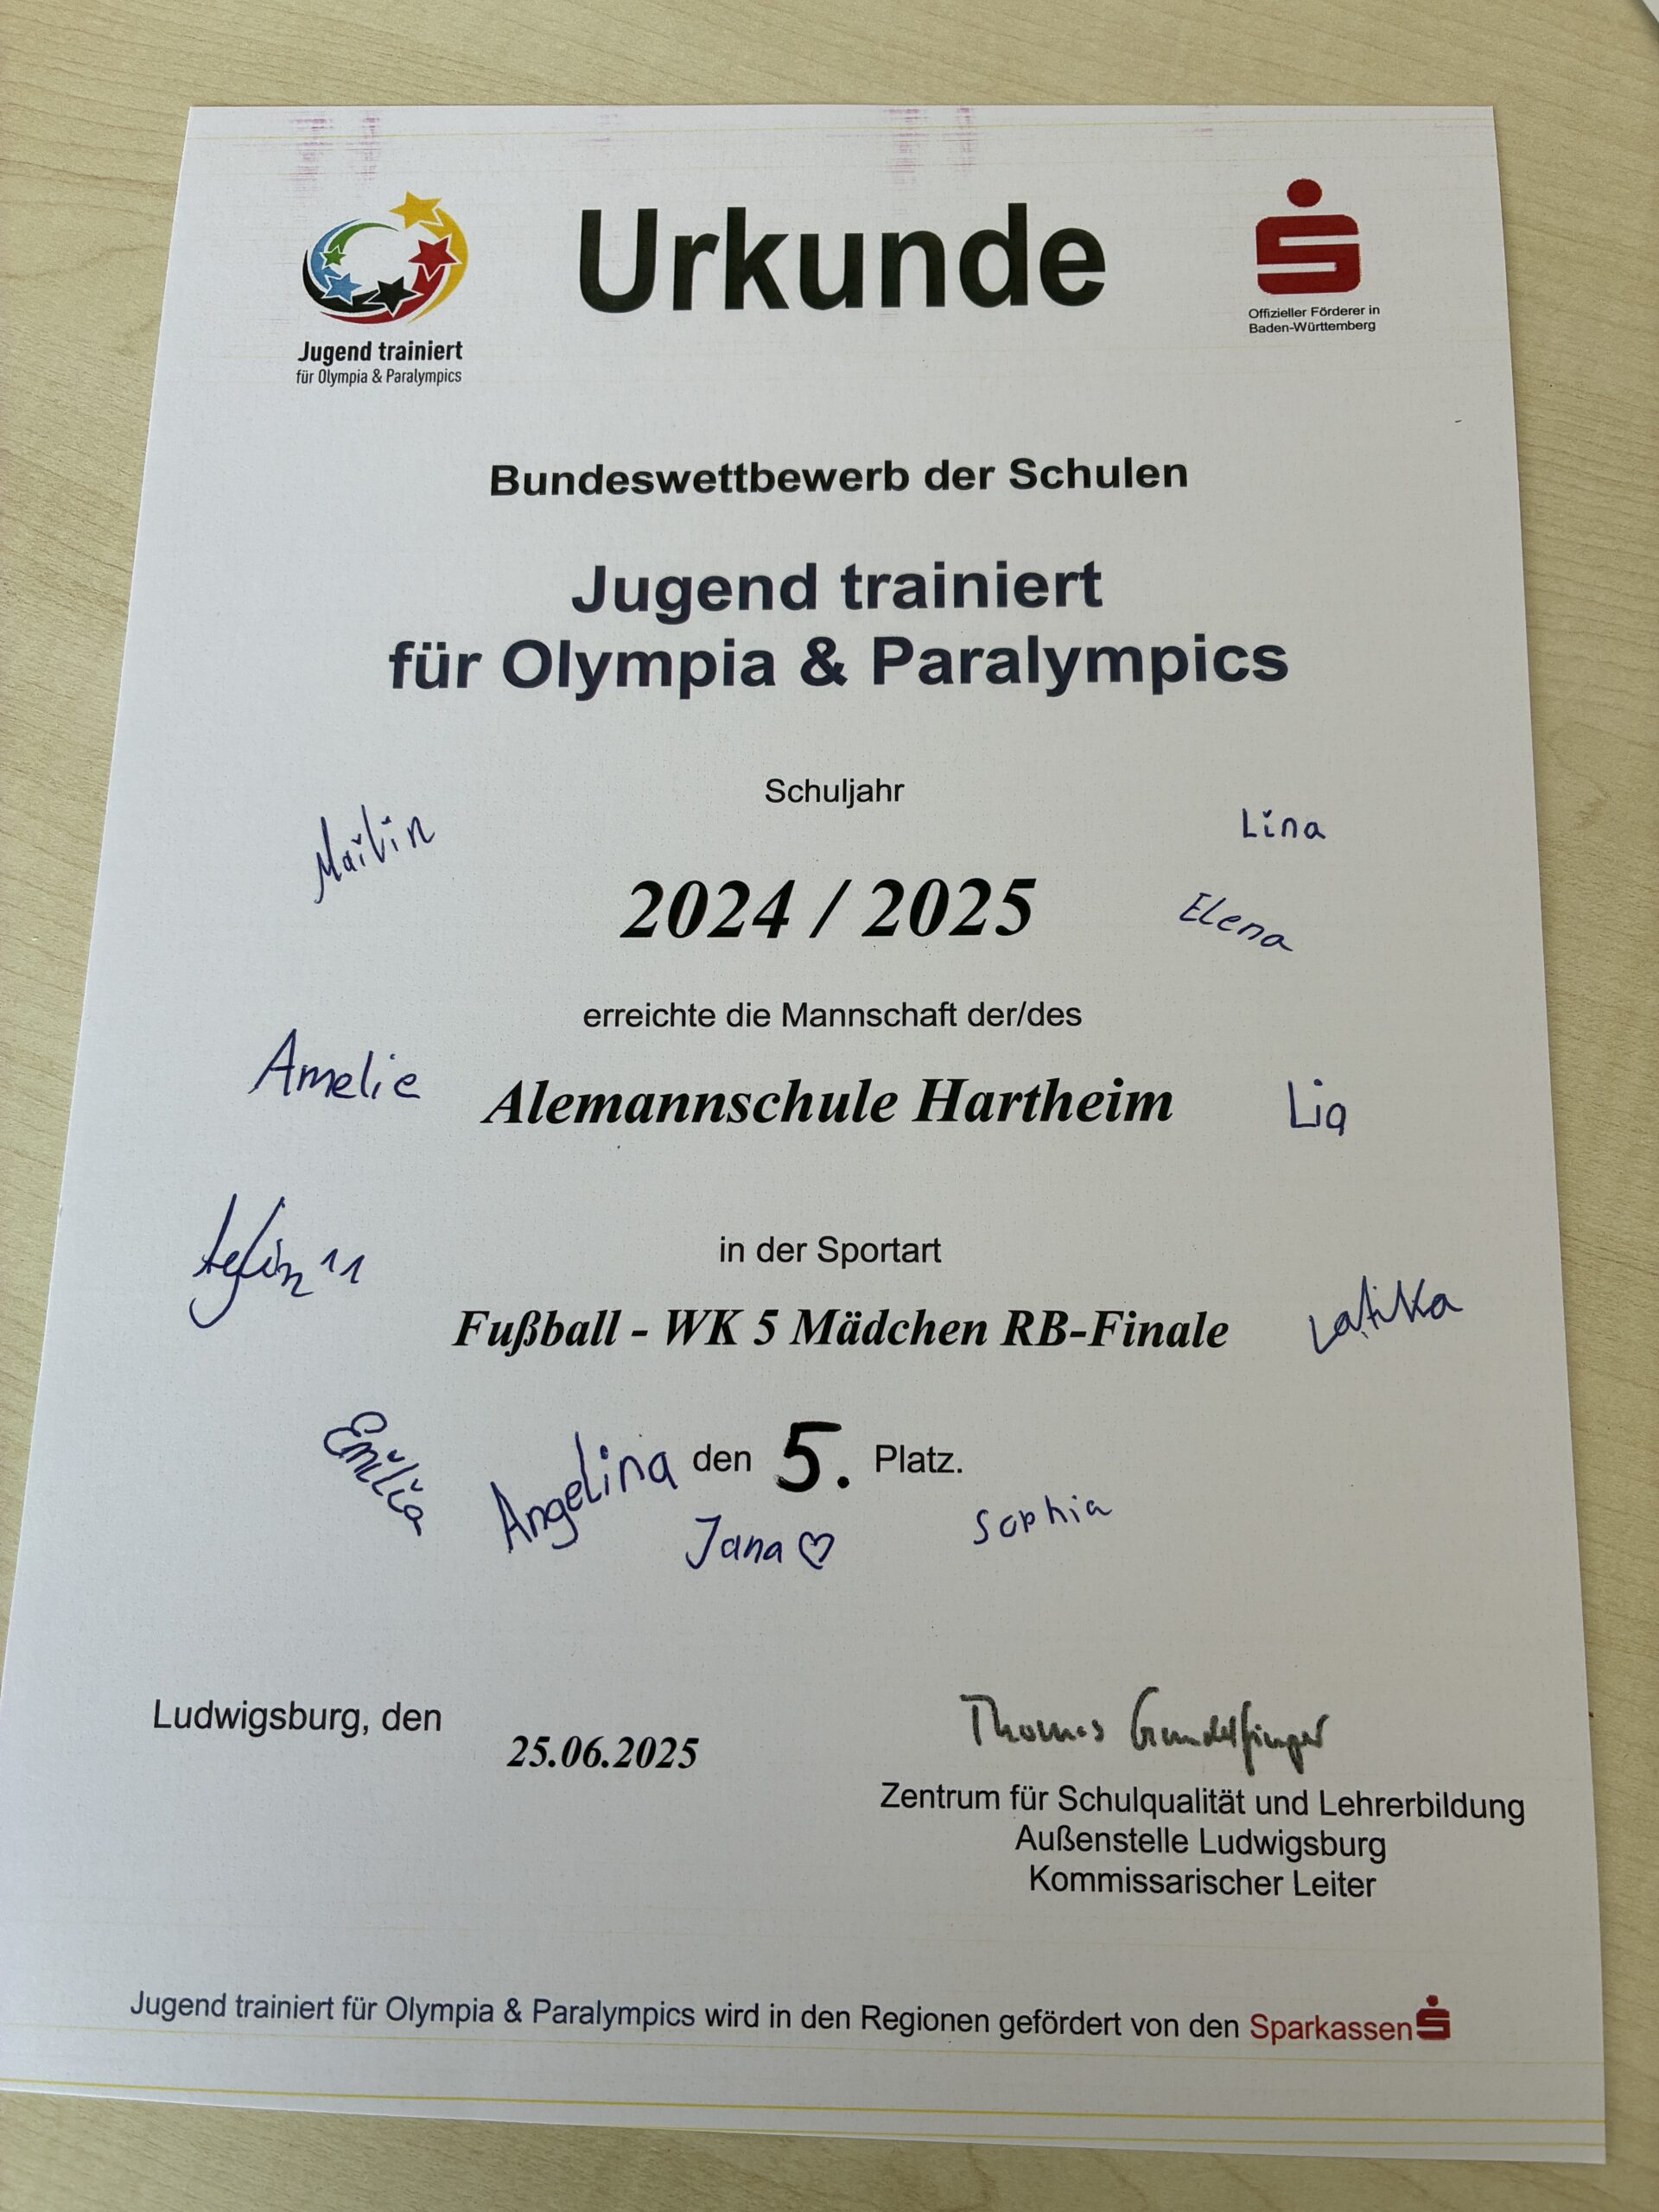 Urkunde
Jugend trainiert
für Olympia & Paralympics
Offizieller Förderer in
Baden-Württemberg
Bundeswettbewerb der Schulen
Jugend trainiert
für Olympia & Paralympics
Schuljahr
Lina
2024 / 2025
Elena
erreichte die Mannschaft der/des
Amelie
Alemannschule Hartheim
Lia
in der Sportart
11
Fußball - WK 5 Mädchen RB-Finale
Latika
Emilia
Angelina
den 5. Platz.
Jana♡
Sophia
Ludwigsburg, den
25.06.2025
Thomas Gundelfinger
Zentrum für Schulqualität und Lehrerbildung
Außenstelle Ludwigsburg
Kommissarischer Leiter
Jugend trainiert für Olympia & Paralympics wird in den Regionen gefördert von den Sparkassen